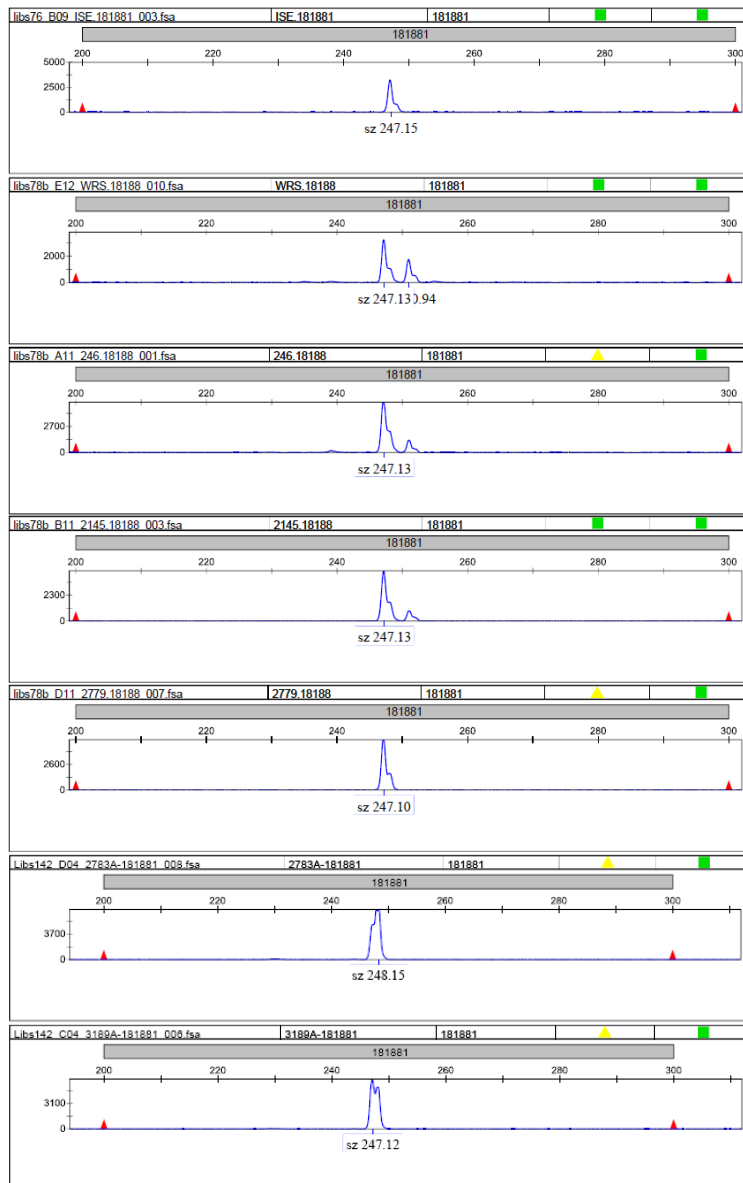 libs76_B09_ISE.181881_003.fsa ISE.181881 181881
181881
200 220 240 260 280 300
5000
2500
0
sz 247.15
libs78b_E12_WRS.18188_010.fsa WRS.18188 181881
181881
200 220 240 260 280 300
2000
0
sz 247.13 0.94
libs78b_A11_246.18188_001.fsa 246.18188 181881
181881
200 220 240 260 280 300
2700
0
sz 247.13
libs78b_B11_2145.18188_003.fsa 2145.18188 181881
181881
200 220 240 260 280 300
2300
0
sz 247.13
libs78b_D11_2779.18188_007.fsa 2779.18188 181881
181881
200 220 240 260 280 300
2600
0
sz 247.10
Libs142_D04_2783A-181881_008.fsa 2783A-181881 181881
181881
200 220 240 260 280 300
3700
0
sz 248.15
Libs142_C04_3189A-181881_006.fsa 3189A-181881 181881
181881
200 220 240 260 280 300
3100
0
sz 247.12